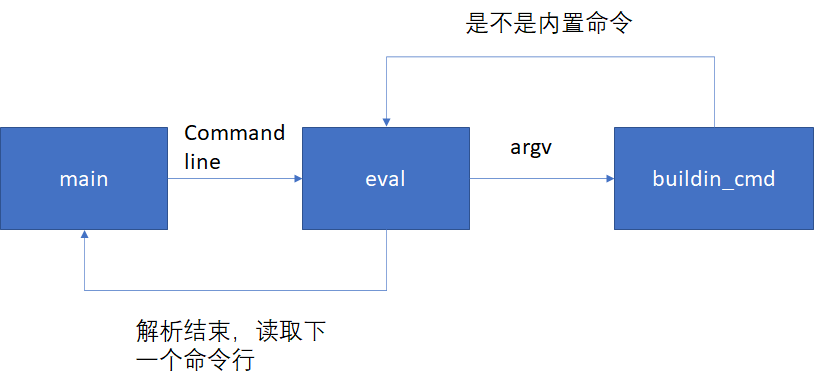 是不是内置命令
Command
line
argv
main
eval
buildin_cmd
解析结束，读取下
一个命令行